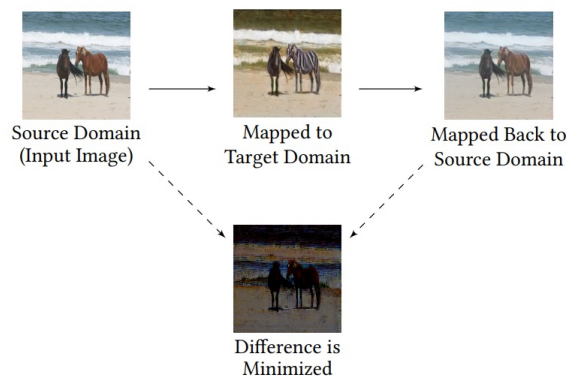 Source Domain
(Input Image)
Mapped to
Target Domain
Mapped Back to
Source Domain
Difference is
Minimized